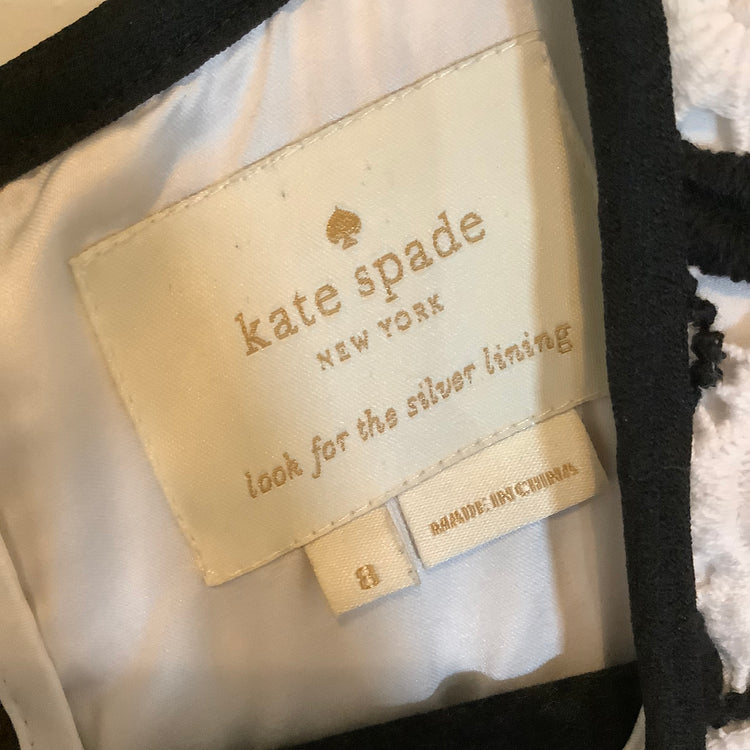 kate spade
NEW YORK
look for the silver lining
8
MADE IN CHINA